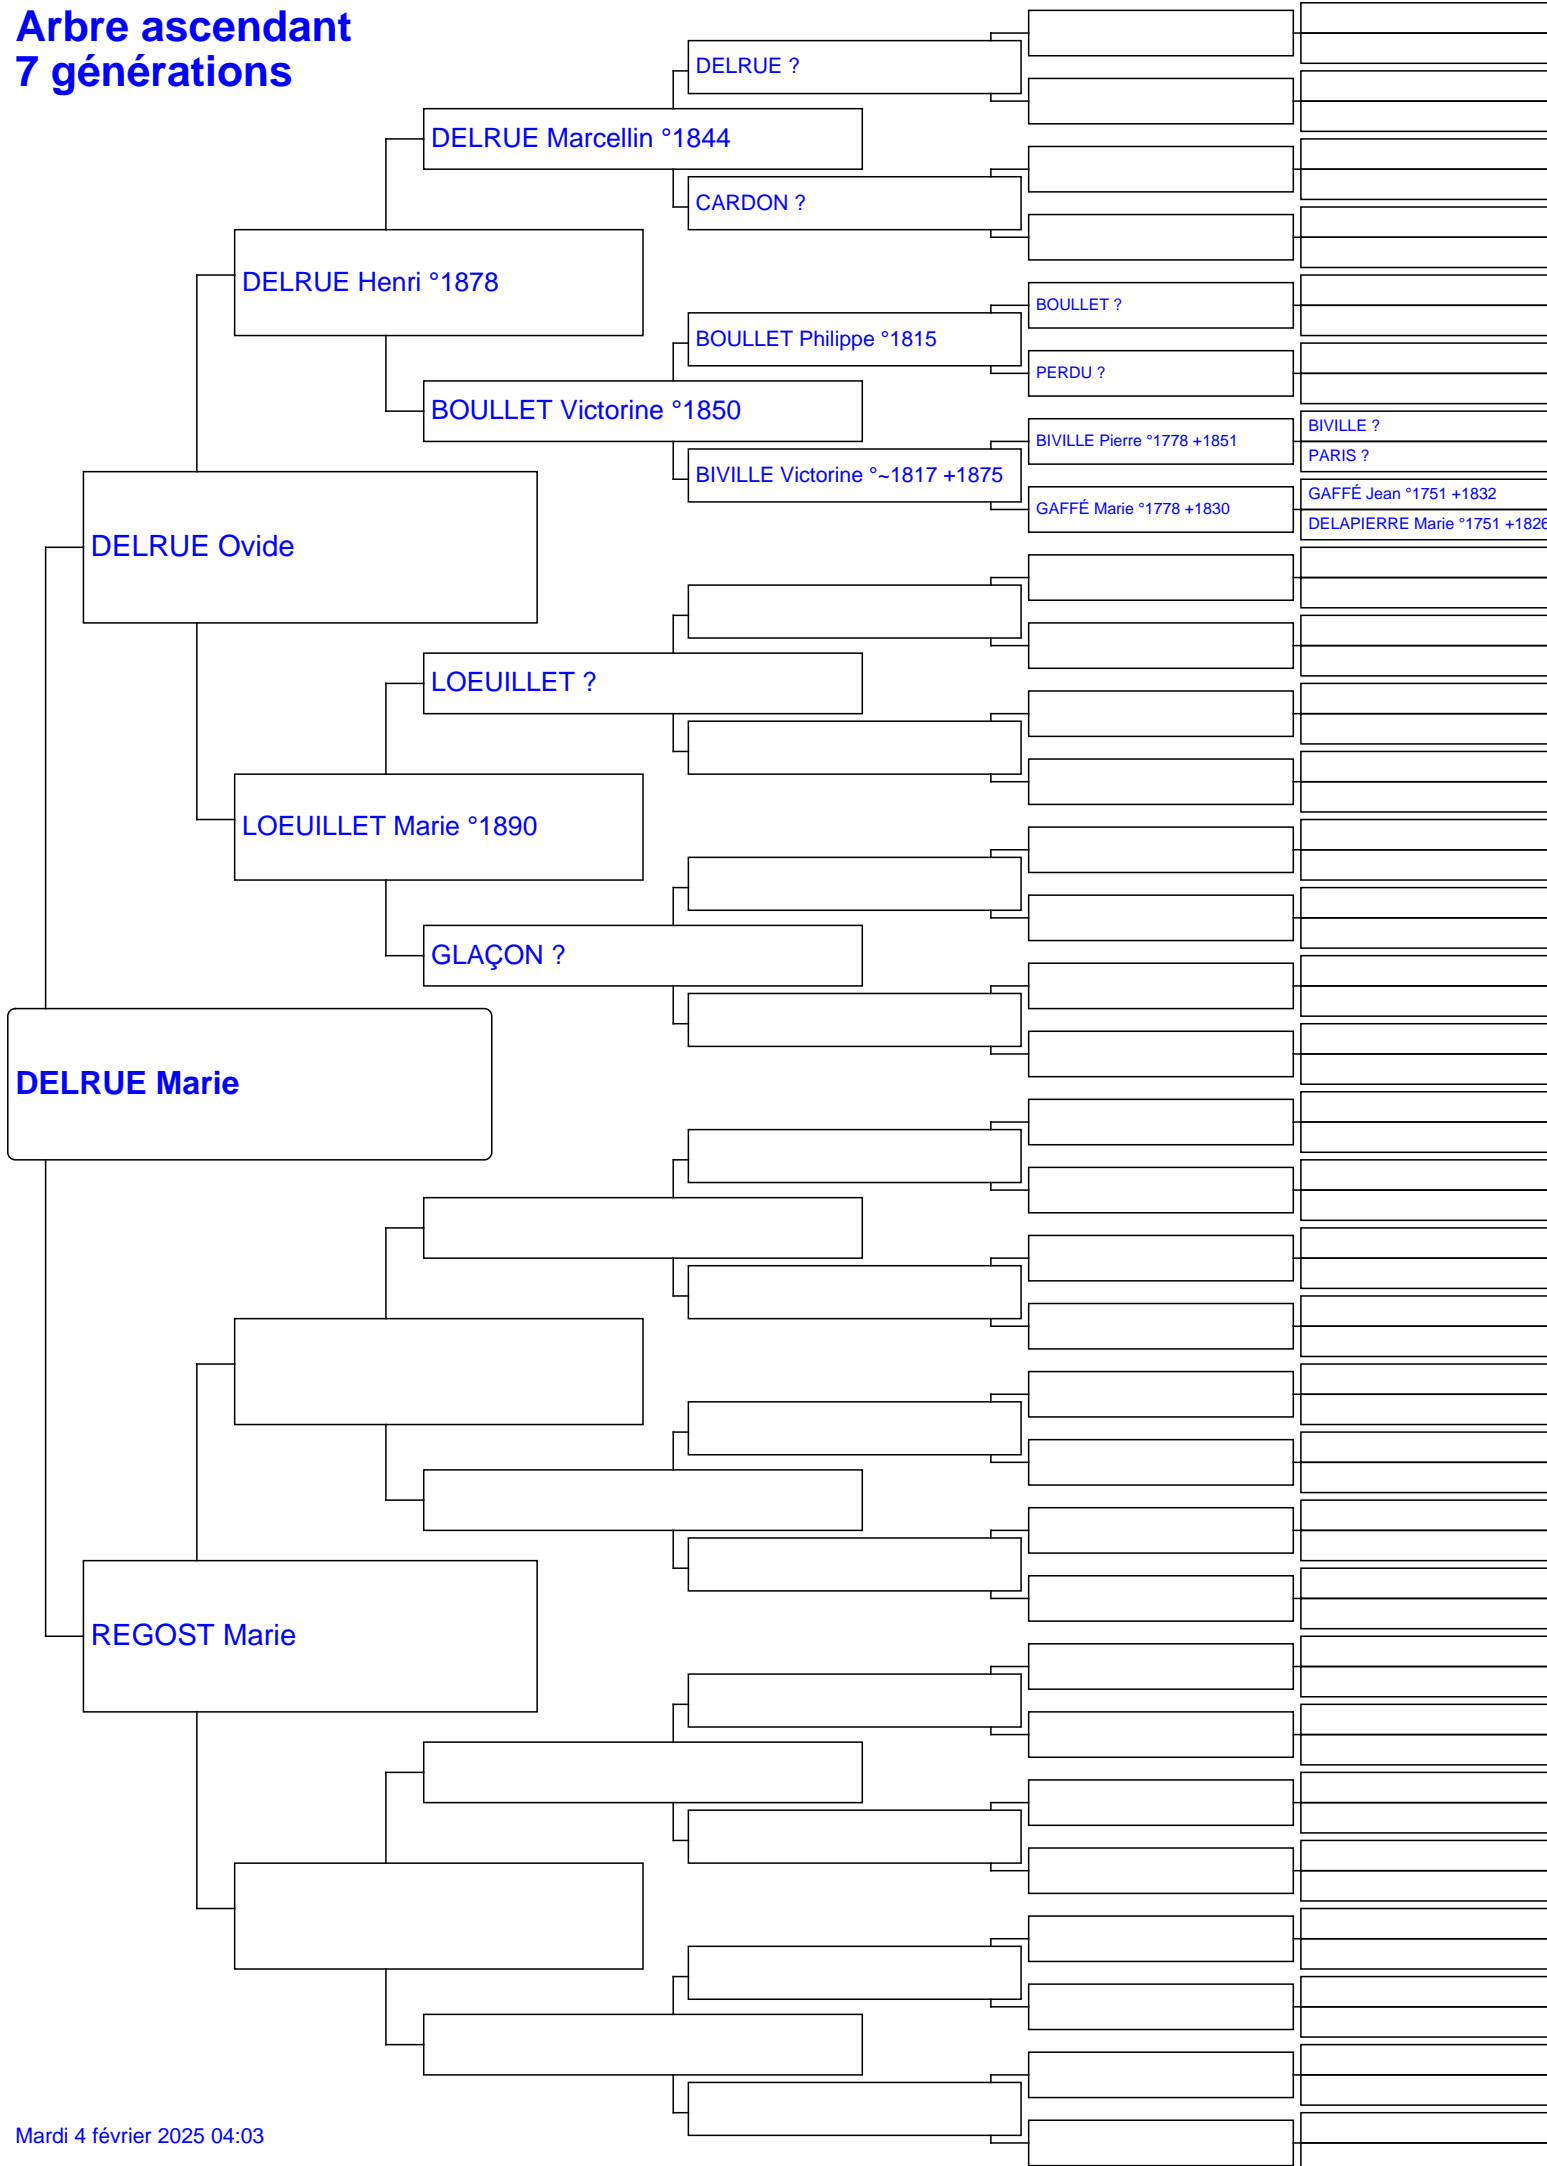 Arbre ascendant
7 générations
DELRUE ?
DELRUE Marcellin °1844
CARDON ?
DELRUE Henri °1878
BOULLET ?
BOULLET Philippe °1815
PERDU ?
BOULLET Victorine °1850
BIVILLE ?
BIVILLE Pierre °1778 +1851
PARIS ?
BIVILLE Victorine °~1817 +1875
GAFFÉ Jean °1751 +1832
GAFFÉ Marie °1778 +1830
DELAPIERRE Marie °1751 +1826
DELRUE Ovide
LOEUILLET ?
LOEUILLET Marie °1890
GLAÇON ?
DELRUE Marie
REGOST Marie
Mardi 4 février 2025 04:03